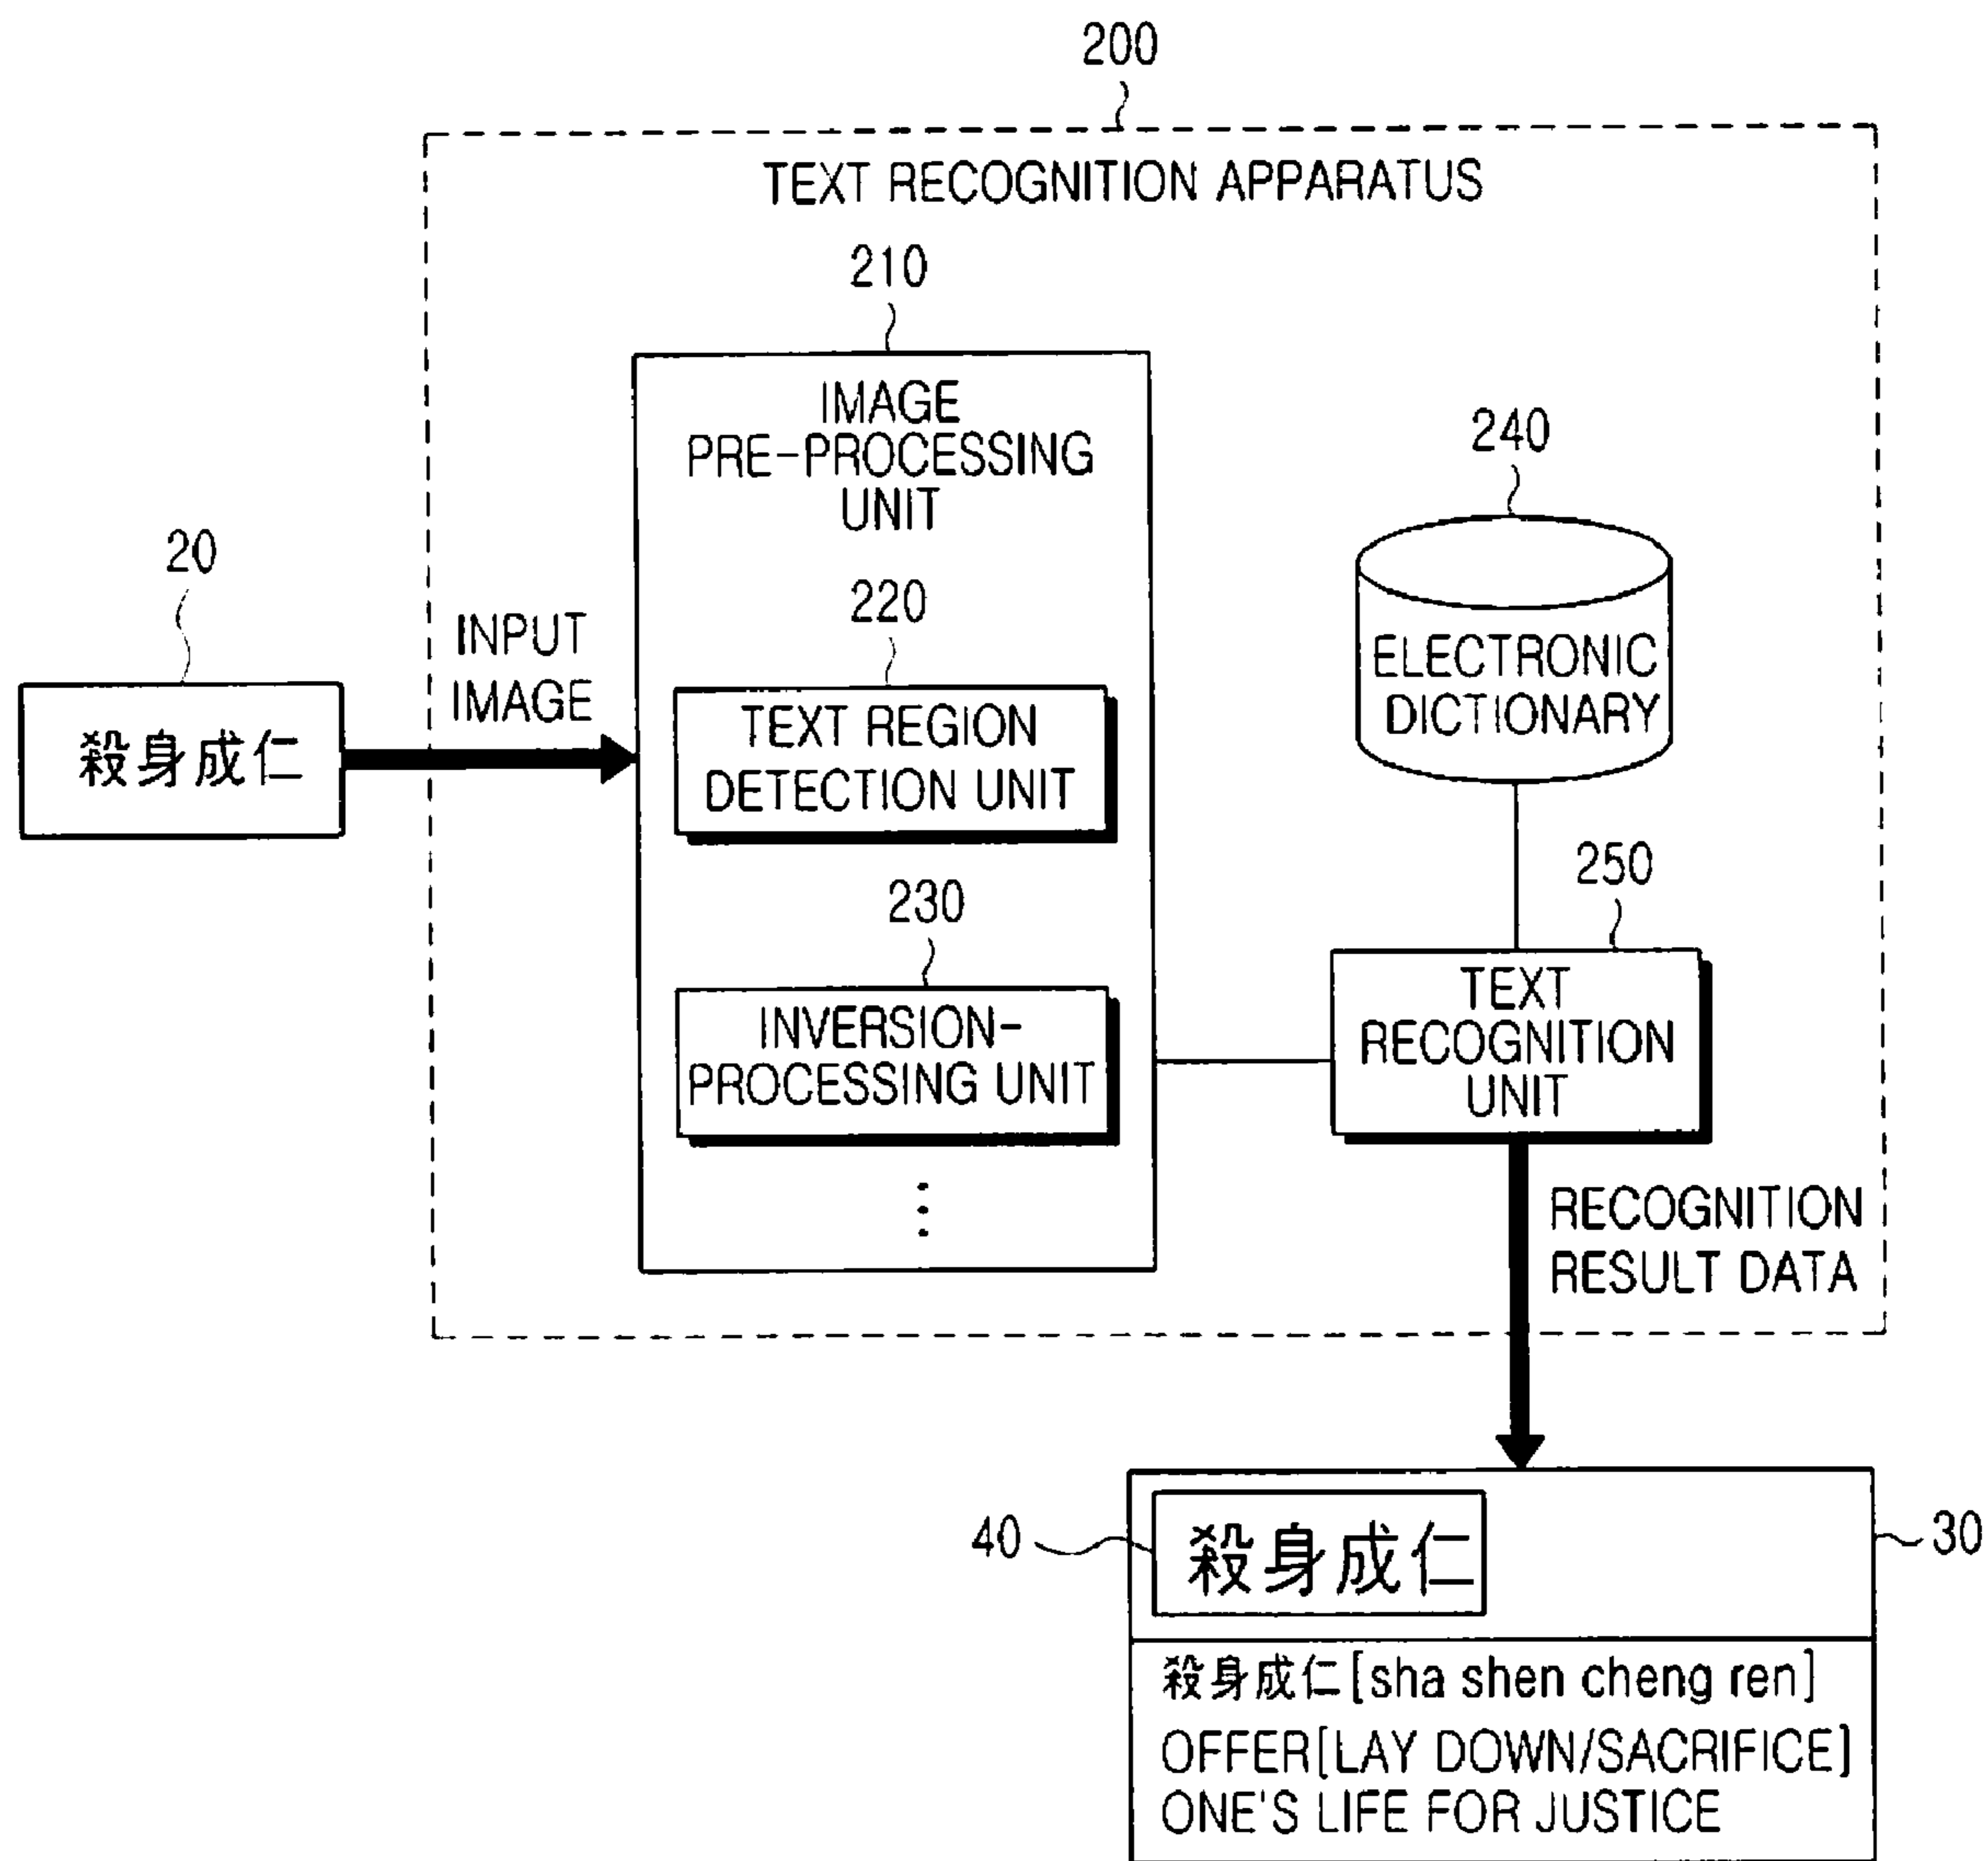 200
TEXT RECOGNITION APPARATUS
210
IMAGE
PRE-PROCESSING
UNIT
240
20
220
INPUT
IMAGE
ELECTRONIC
DICTIONARY
殺身成仁
TEXT REGION
DETECTION UNIT
250
230
INVERSION-
PROCESSING UNIT
TEXT
RECOGNITION
UNIT
RECOGNITION
RESULT DATA
40
殺身成仁
30
殺身成仁[sha shen cheng ren]
OFFER[LAY DOWN/SACRIFICE]
ONE'S LIFE FOR JUSTICE